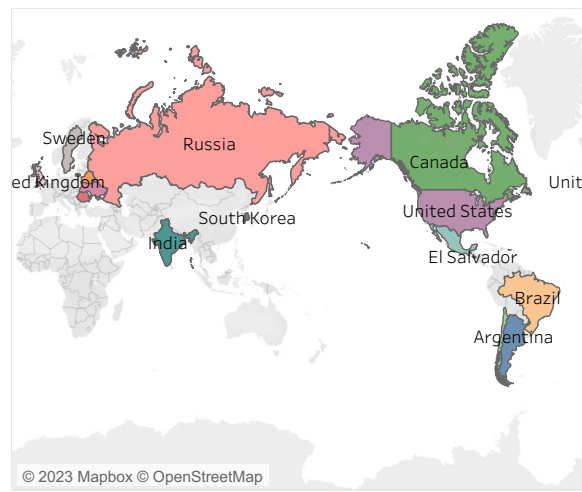 Sweden
Russia
ed Kingdom
Canada
Unit
United States
South Korea
India
El Salvador
Brazil
Argentina
© 2023 Mapbox © OpenStreetMap